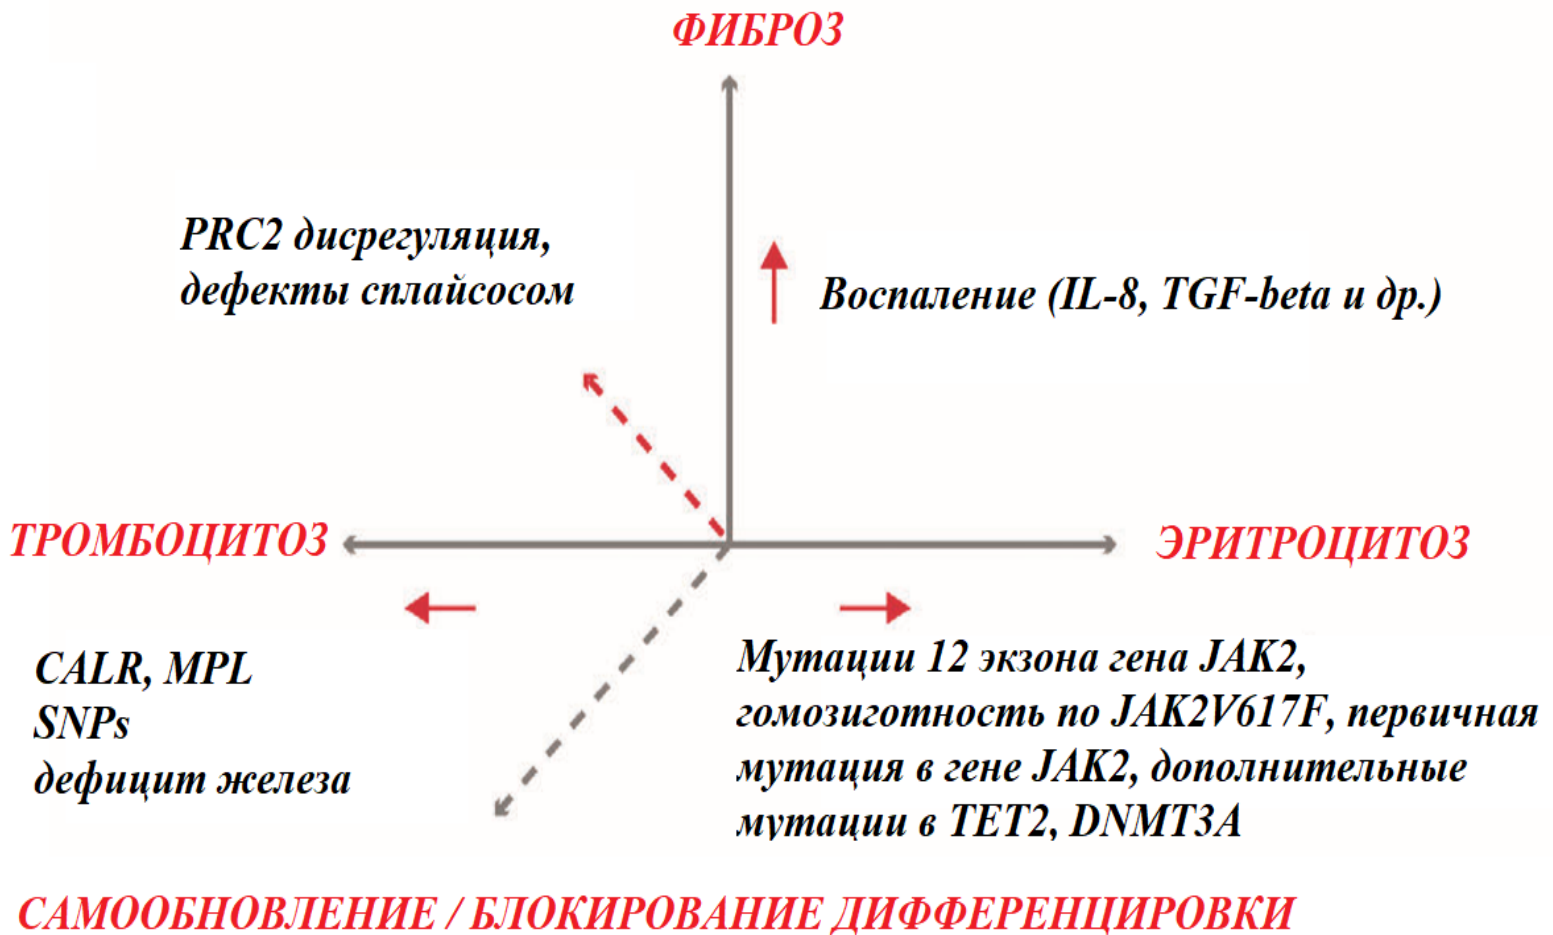 ФИБРОЗ
PRC2 дисрегуляция,
дефекты сплайсосом
Воспаление (IL-8, TGF-beta и др.)
ТРОМБОЦИТОЗ
ЭРИТРОЦИТОЗ
CALR, MPL
SNPs
дефицит железа
Мутации 12 экзона гена JAK2,
гомозиготность по JAK2V617F, первичная
мутация в гене JAK2, дополнительные
мутации в TET2, DNMT3A
САМООБНОВЛЕНИЕ / БЛОКИРОВАНИЕ ДИФФЕРЕНЦИРОВКИ